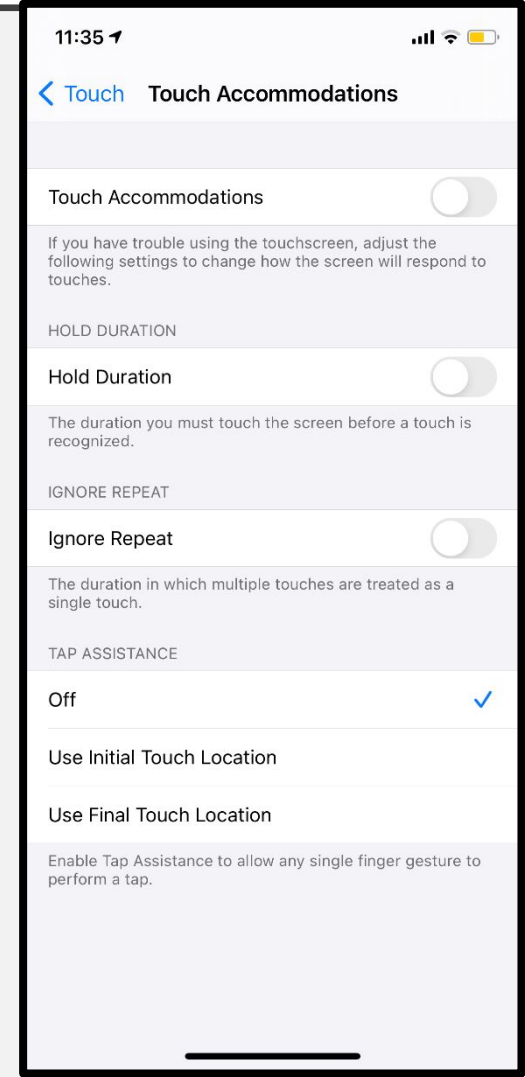 11:35
Touch Touch Accommodations
Touch Accommodations
If you have trouble using the touchscreen, adjust the
following settings to change how the screen will respond to
touches.
HOLD DURATION
Hold Duration
The duration you must touch the screen before a touch is
recognized.
IGNORE REPEAT
Ignore Repeat
The duration in which multiple touches are treated as a
single touch.
TAP ASSISTANCE
Off
Use Initial Touch Location
Use Final Touch Location
Enable Tap Assistance to allow any single finger gesture to
perform a tap.